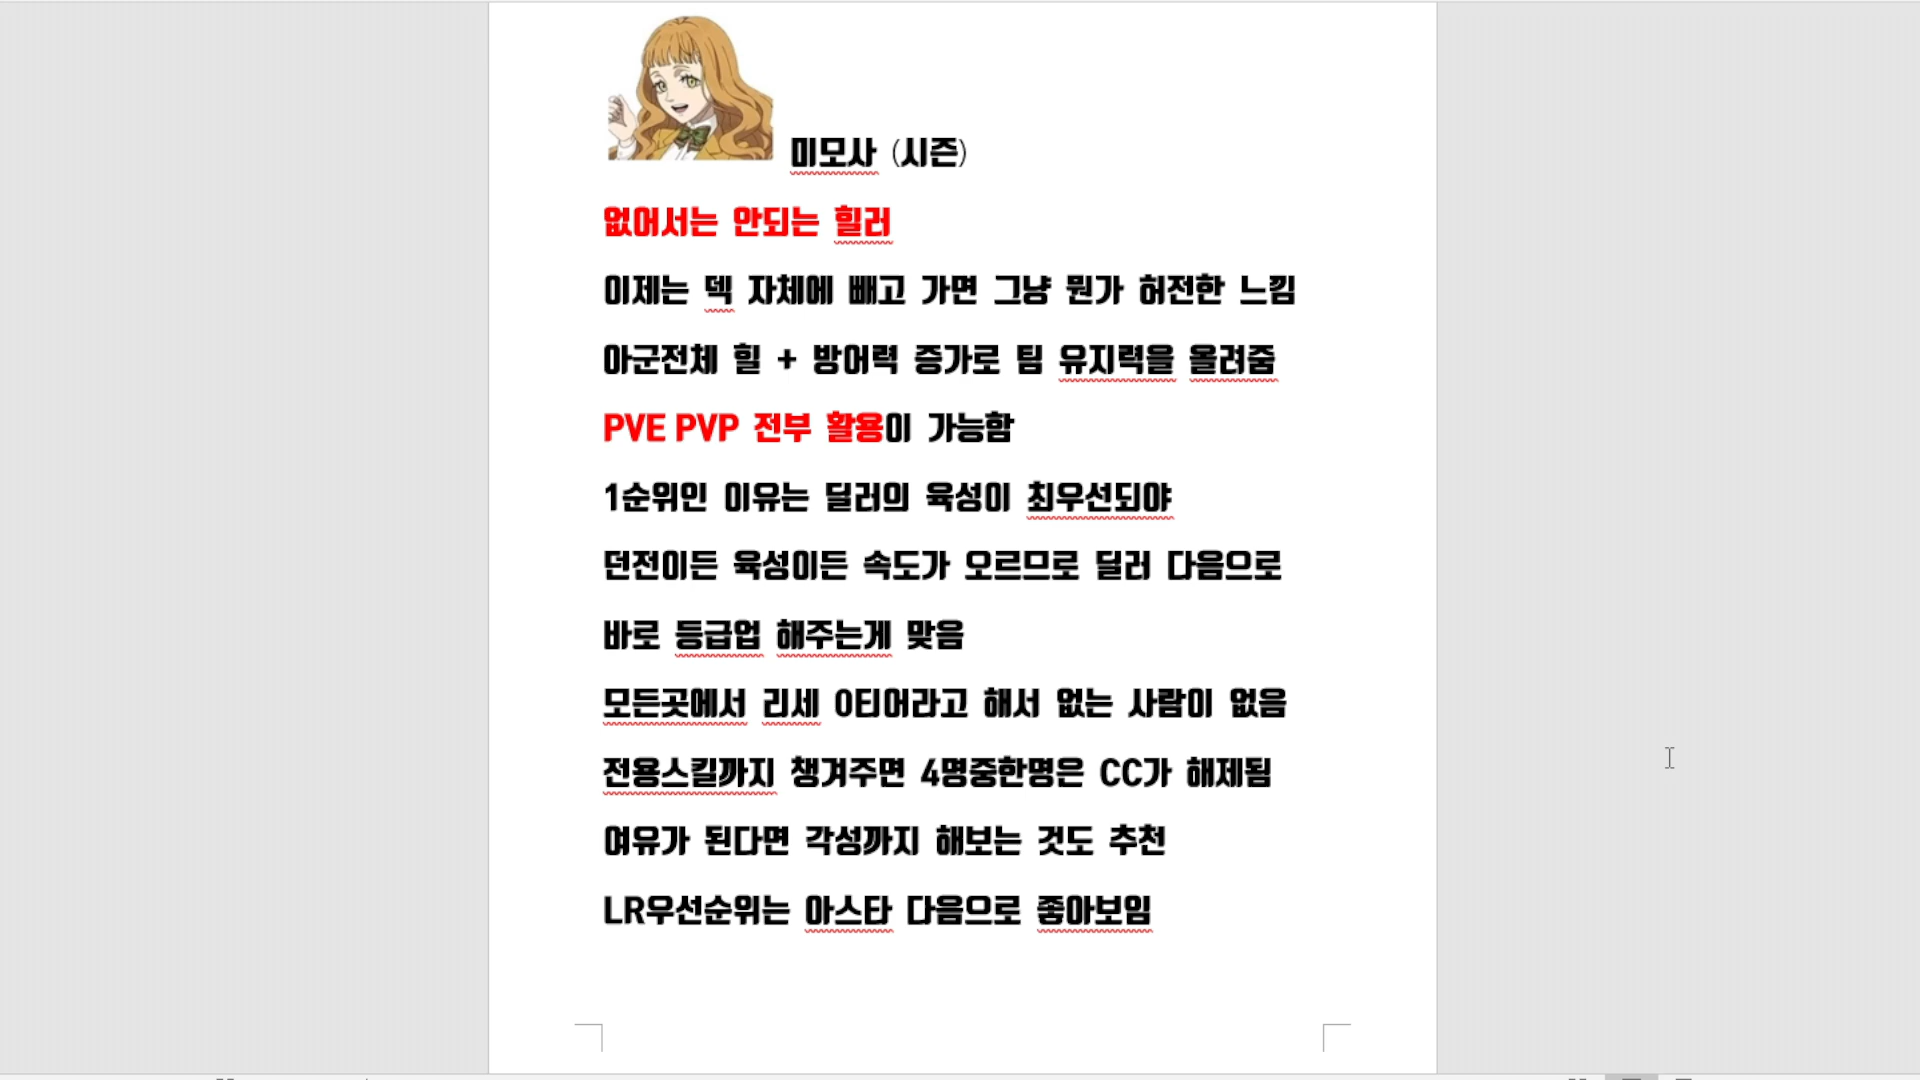 미모사 (시즌)
없어서는 안되는 힐러
이제는 덱 자체에 빼고 가면 그냥 뭔가 허전한 느낌
아군전체 힐 + 방어력 증가로 팀 유지력을 올려줌
PVE PVP 전부 활용이 가능함
1순위인 이유는 딜러의 육성이 최우선되야
던전이든 육성이든 속도가 오르므로 딜러 다음으로
바로 등급업 해주는게 맞음
모든곳에서 리세 0티어라고 해서 없는 사람이 없음
전용스킬까지 챙겨주면 4명중한명은 CC가 해제됨
여유가 된다면 각성까지 해보는 것도 추천
LR우선순위는 아스타 다음으로 좋아보임